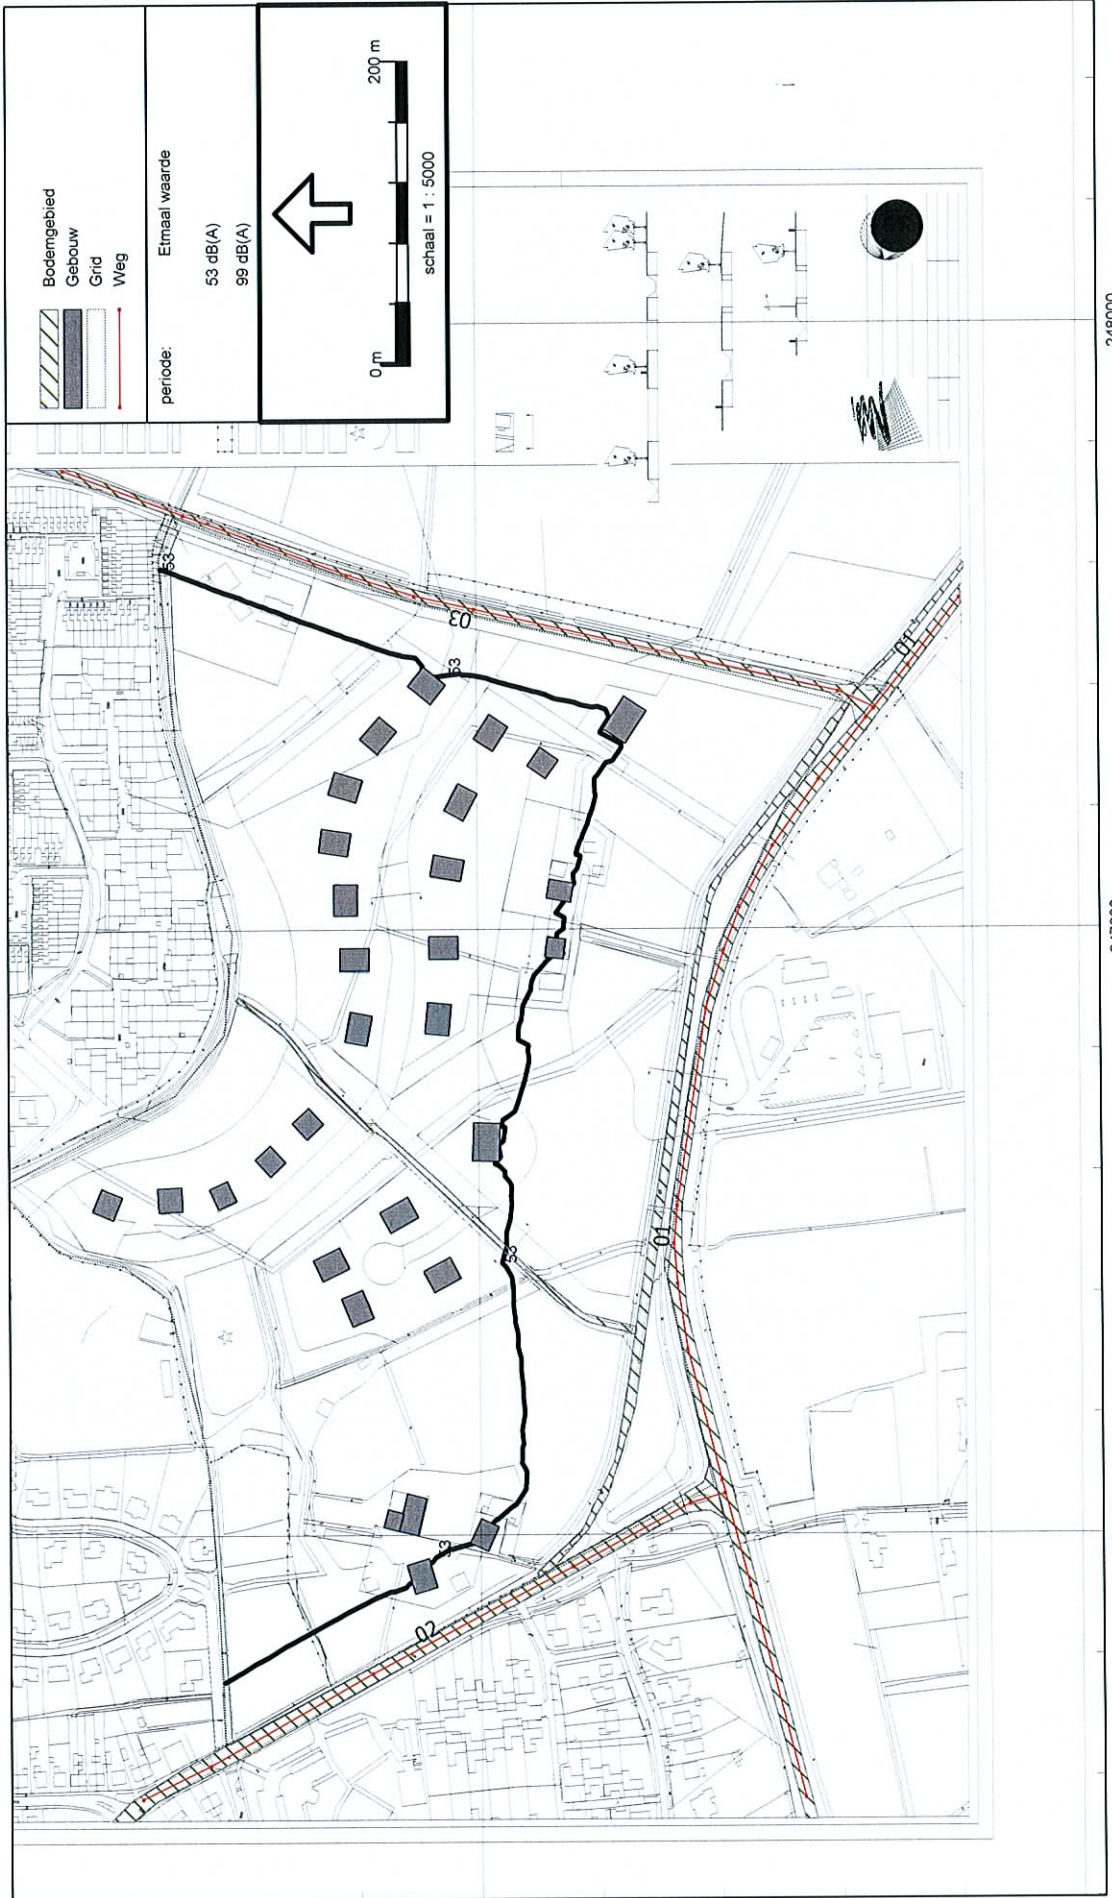 Bodemgebied
Gebouw
Grid
Weg
periode:
Etmaal waarde
53 dB(A)
99 dB(A)
0 m
200 m
schaal = 1 : 5000
53
53
03
01
53
01
53
02
248000